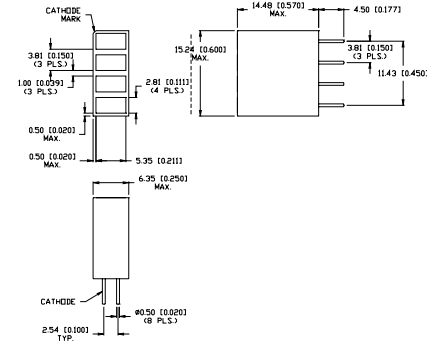 CATHODE
MARK
14.48 [0.570]
MAX.
4.50 [0.177]
3.81 [0.150]
(3 PLS.)
1.00 [0.039]
(3 PLS.)
15.24 [0.600]
MAX.
3.81 [0.150]
(3 PLS.)
11.43 [0.450]
2.81 [0.111]
(4 PLS.)
0.50 [0.020]
MAX.
0.50 [0.020]
MAX.
5.35 [0.211]
6.35 [0.250]
MAX.
CATHODE
ø0.50 [0.020]
(8 PLS.)
2.54 [0.100]
TYP.